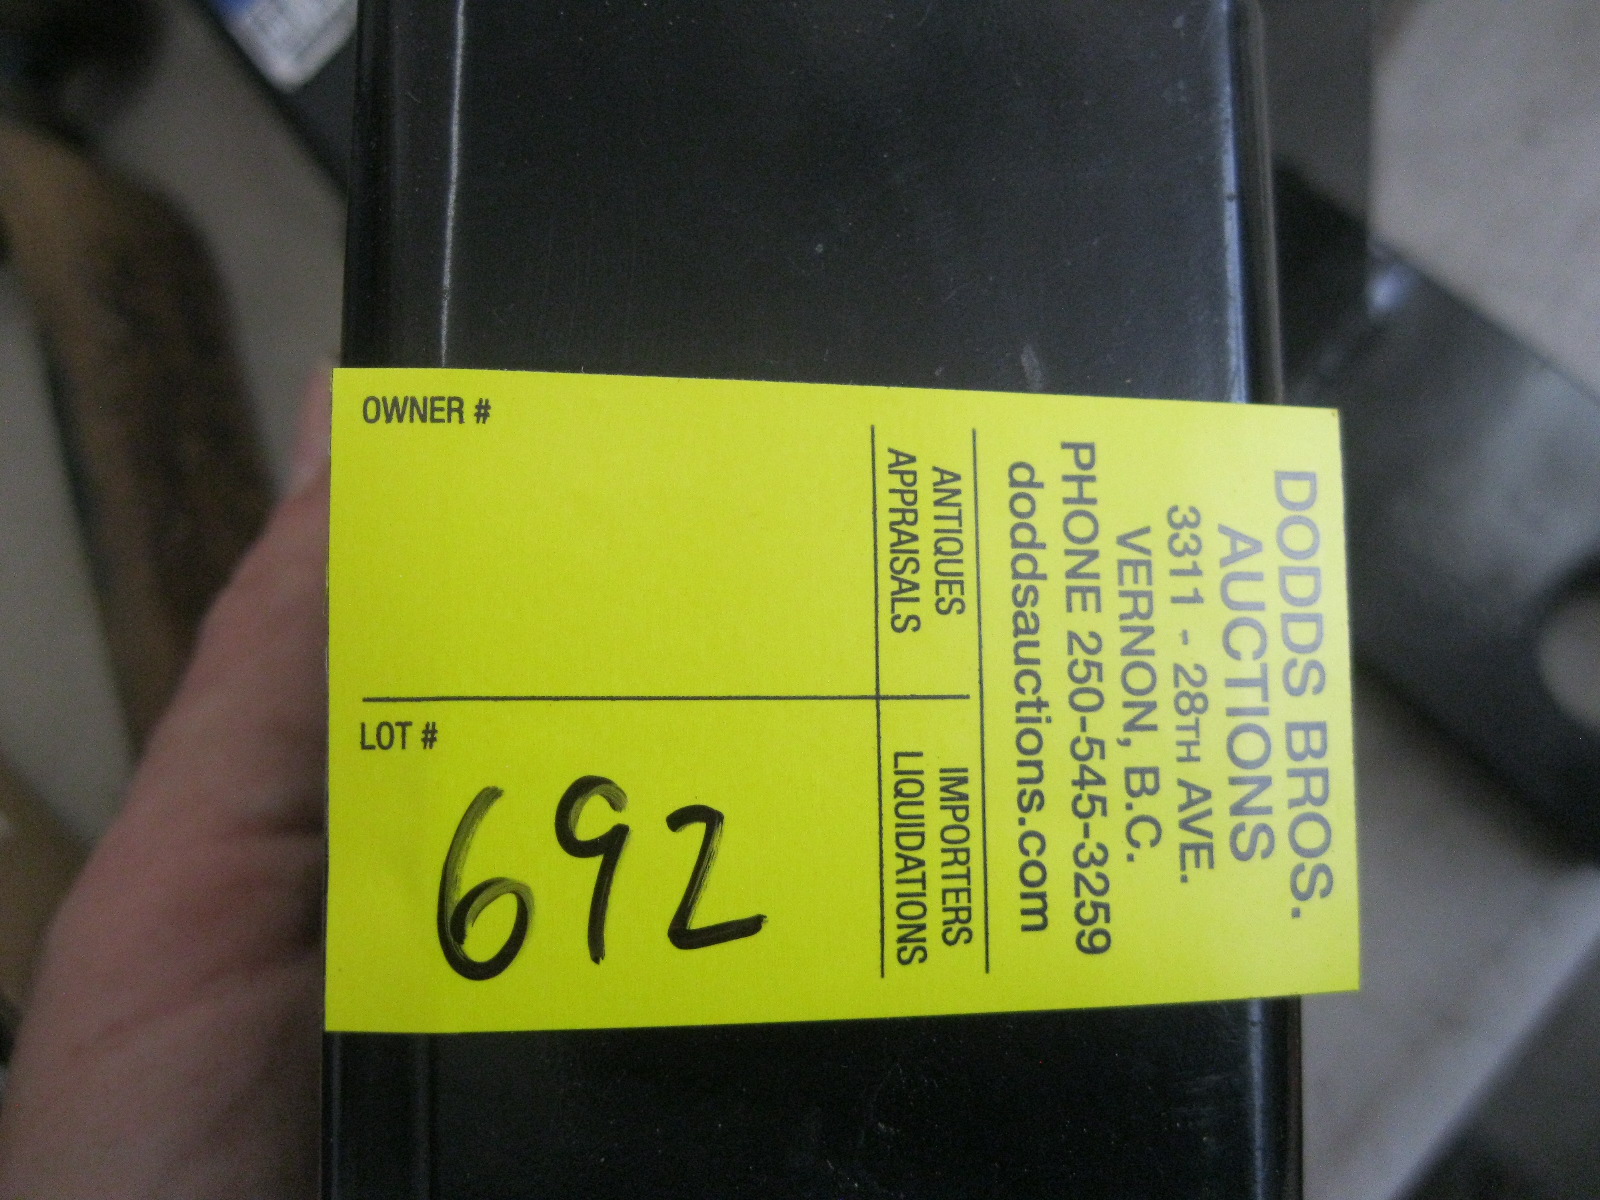 DODDS BROS.
AUCTIONS
3311 - 28TH AVE.
VERNON, B.C.
PHONE 250-545-3259
doddsauctions.com
ANTIQUES
APPRAISALS
IMPORTERS
LIQUIDATIONS
OWNER #
LOT #
692